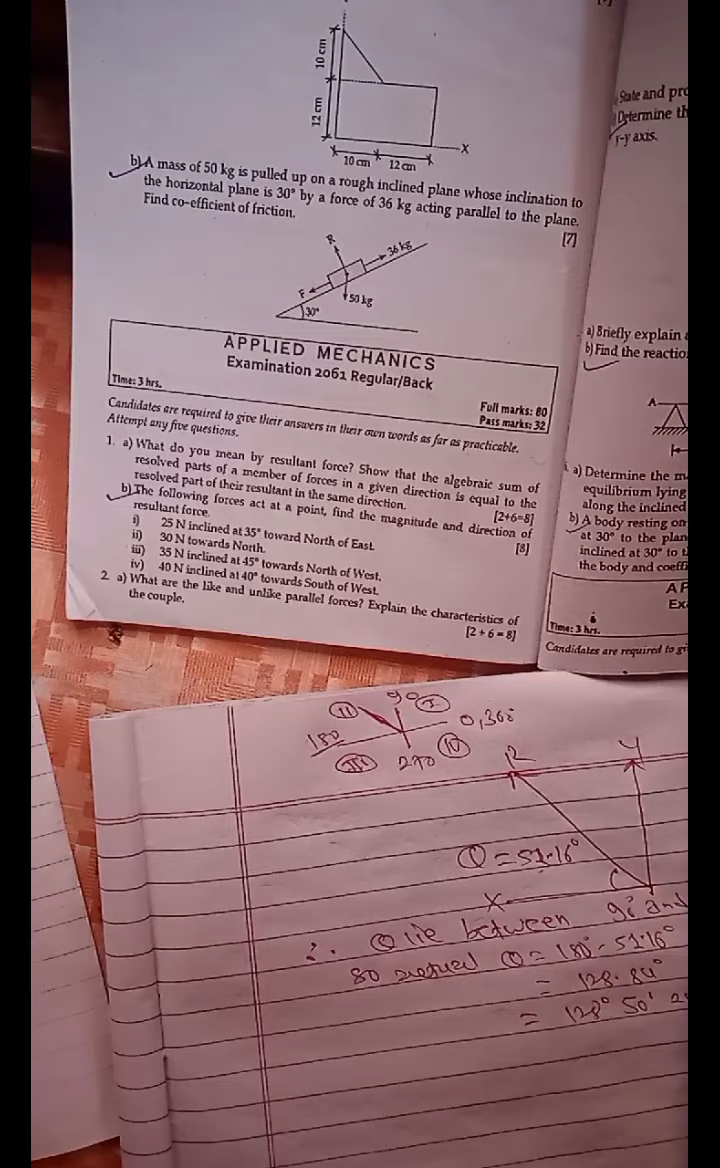 10 cm
12 cm
X
10 cm
12 cm
b) A mass of 50 kg is pulled up on a rough inclined plane whose inclination to
the horizontal plane is 30° by a force of 36 kg acting parallel to the plane.
Find co-efficient of friction.
[7]
R
36 kg
F
50 kg
30°
APPLIED MECHANICS
Examination 2061 Regular/Back
Time: 3 hrs.
Full marks: 80
Pass marks: 32
Candidates are required to give their answers in their own words as far as practicable.
Attempt any five questions.
1. a) What do you mean by resultant force? Show that the algebraic sum of
resolved parts of a member of forces in a given direction is equal to the
resolved part of their resultant in the same direction.
[2+6=8]
b) The following forces act at a point, find the magnitude and direction of
resultant force.
[8]
i) 25 N inclined at 35° toward North of East.
ii) 30 N towards North.
iii) 35 N inclined at 45° towards North of West.
iv) 40 N inclined at 40° towards South of West.
2. a) What are the like and unlike parallel forces? Explain the characteristics of
the couple.
[2 + 6 = 8]
State and pro
Determine th
y-y axis.
a) Briefly explain
b) Find the reactio
A
a) Determine the m
equilibrium lying
along the inclined
b) A body resting on
at 30° to the plan
inclined at 30° to t
the body and coeffi
AP
Ex
Time: 3 hrs.
Candidates are required to gi
90
II
I
0,360
180
III
270
IV
R
Y
θ = 51.16°
X
∴ θ lie between 90 and
80 θ = 180° - 51.16°
= 128.84°
= 128° 50'